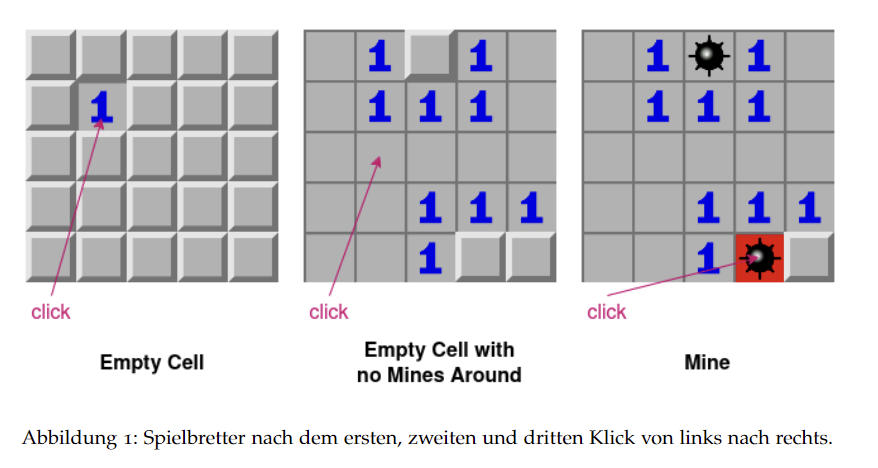 1 1 1 1
1 1 1 1 1 1 1
1 1 1 1 1 1
1 1
click click click
Empty Cell
Empty Cell with
no Mines Around
Mine
Abbildung 1: Spielbretter nach dem ersten, zweiten und dritten Klick von links nach rechts.